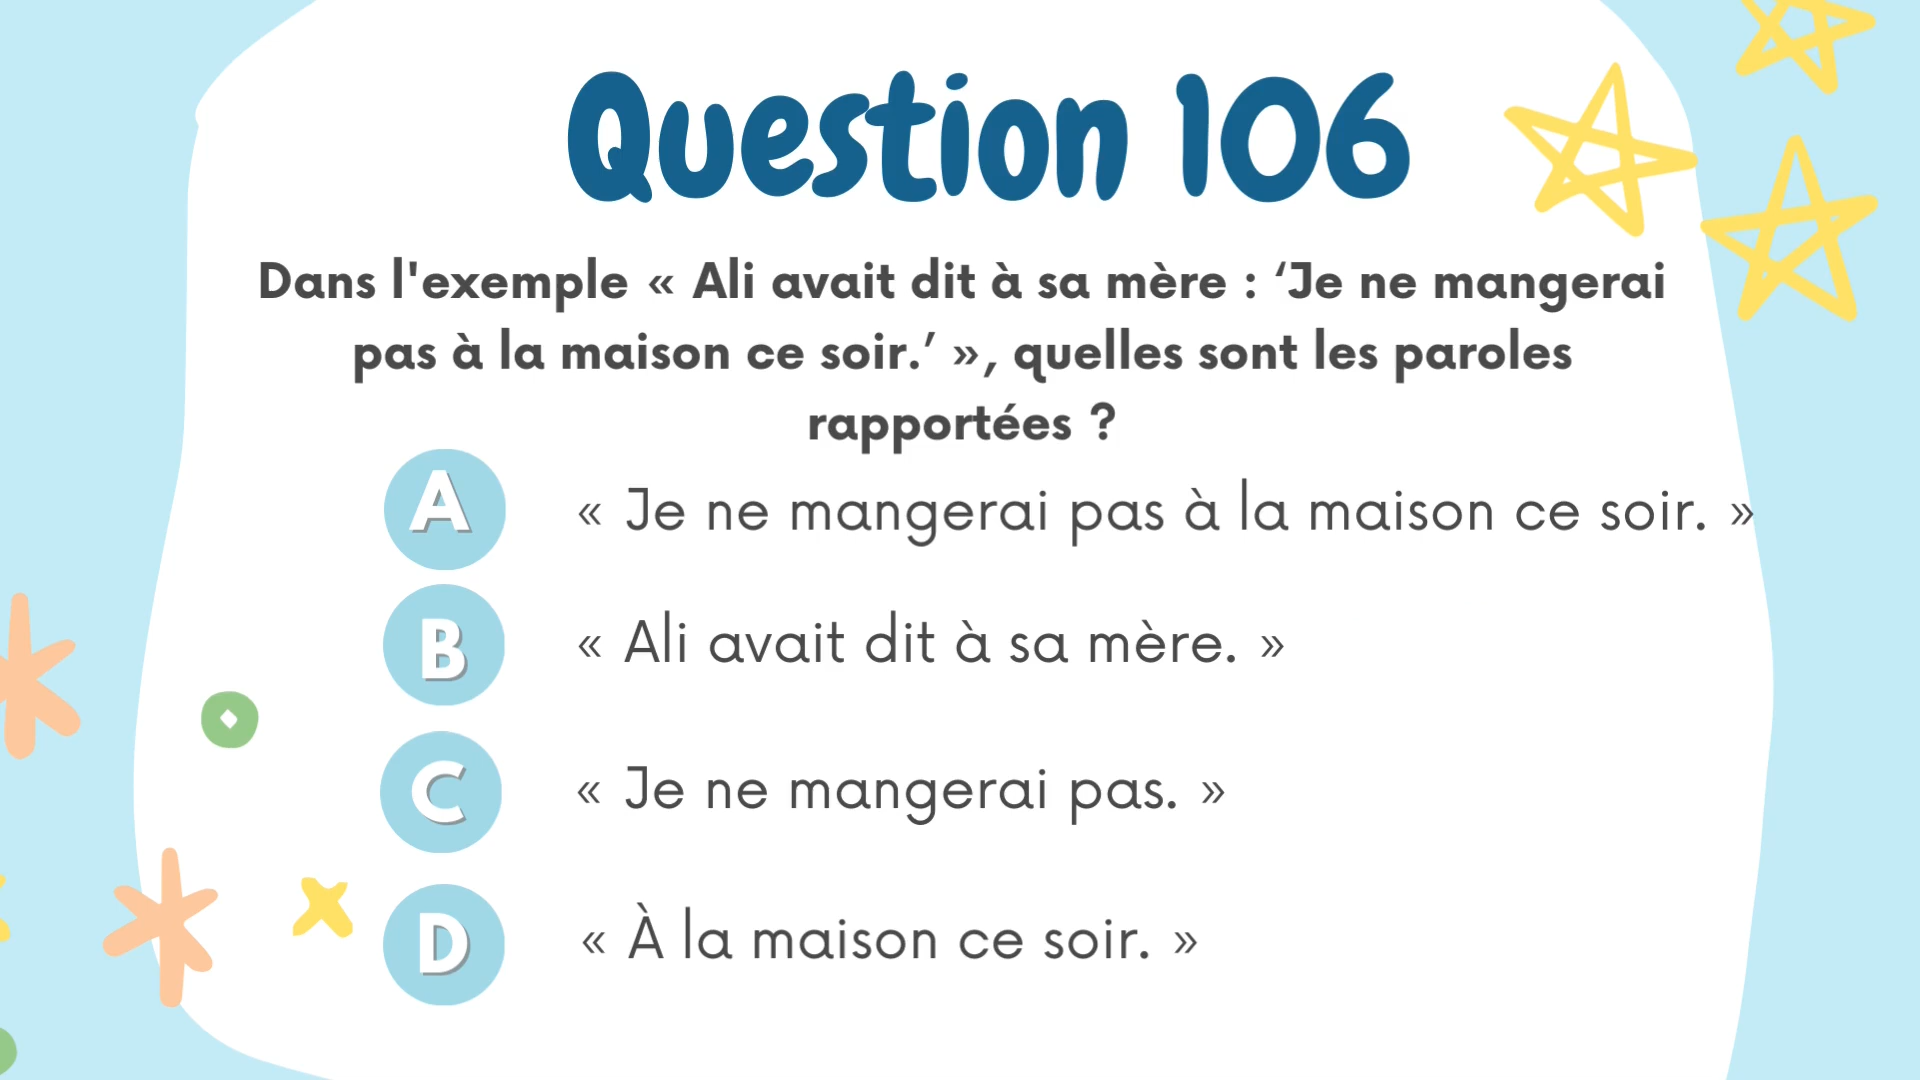 Question 106
Dans l'exemple « Ali avait dit à sa mère : ‘Je ne mangerai
pas à la maison ce soir.’ », quelles sont les paroles
rapportées ?
A « Je ne mangerai pas à la maison ce soir. »
B « Ali avait dit à sa mère. »
C « Je ne mangerai pas. »
D « À la maison ce soir. »